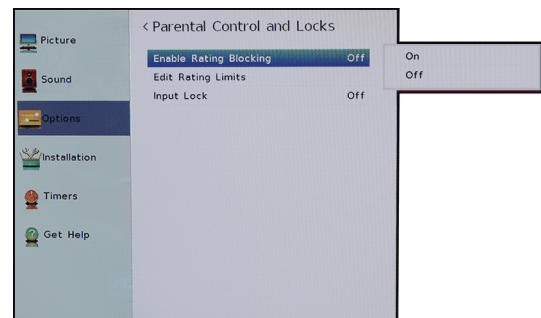 < Parental Control and Locks
Picture
Sound
Options
Installation
Timers
Get Help
Enable Rating Blocking Off
Edit Rating Limits
Input Lock Off
On
Off